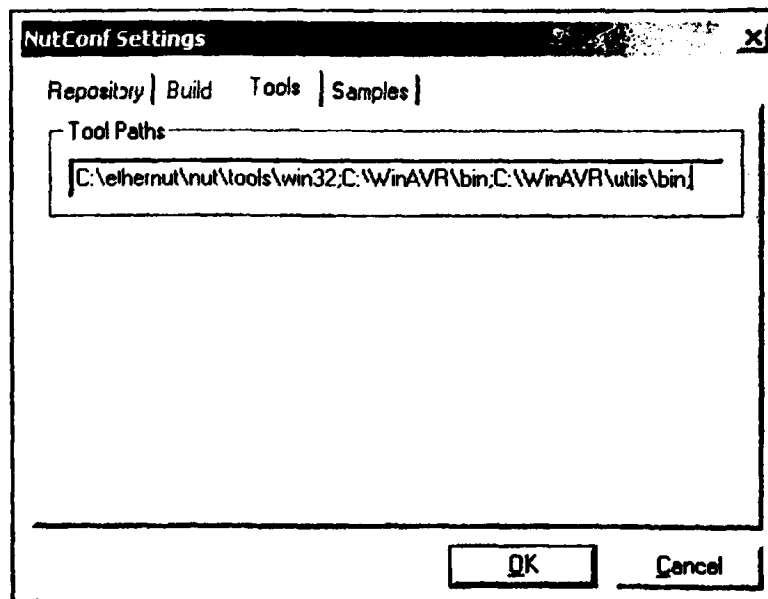 NutConf Settings
Repository Build Tools Samples
Tool Paths
C:\ethernut\nut\tools\win32;C:\WinAVR\bin;C:\WinAVR\utils\bin;
OK Cancel